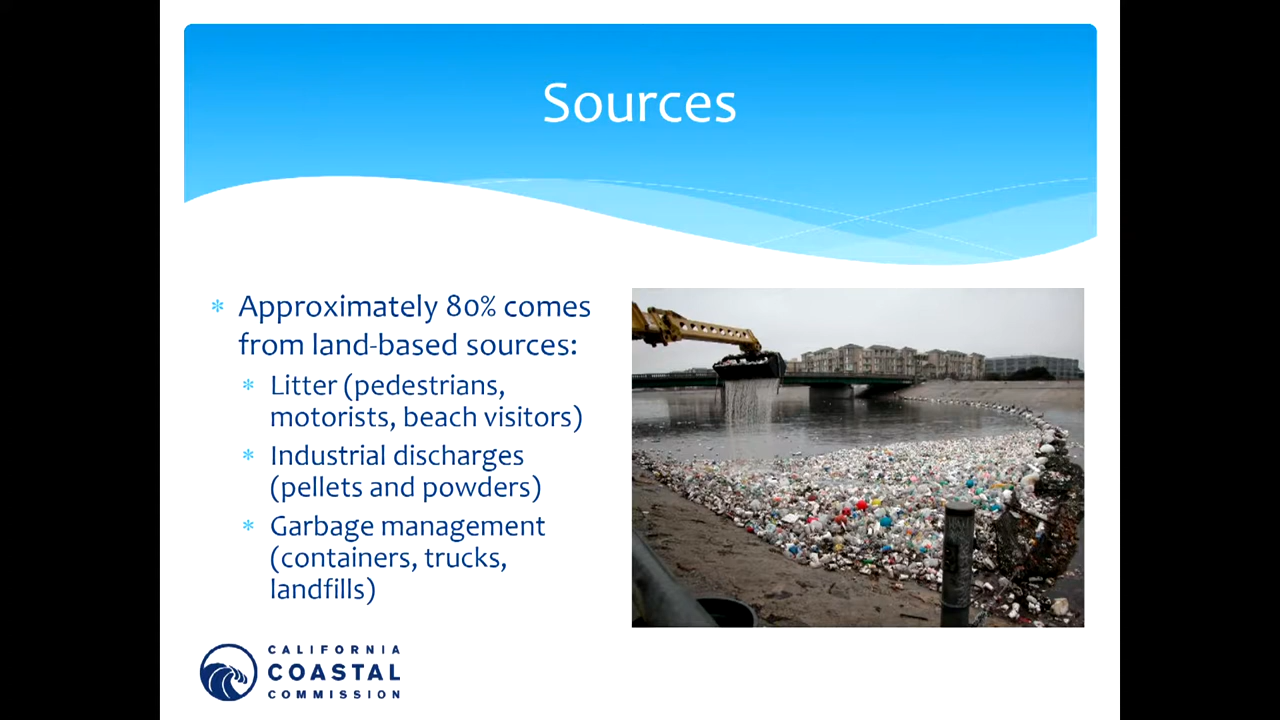 Sources
* Approximately 80% comes
from land-based sources:
* Litter (pedestrians,
motorists, beach visitors)
* Industrial discharges
(pellets and powders)
* Garbage management
(containers, trucks,
landfills)
CALIFORNIA
COASTAL
COMMISSION